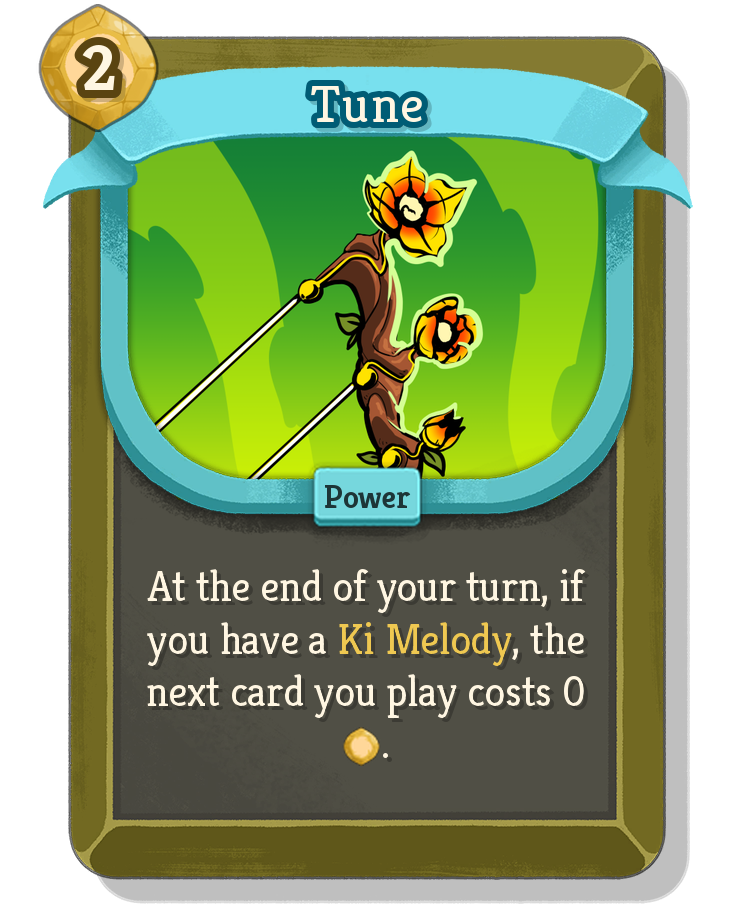 2
Tune
Power
At the end of your turn, if
you have a Ki Melody, the
next card you play costs 0
.